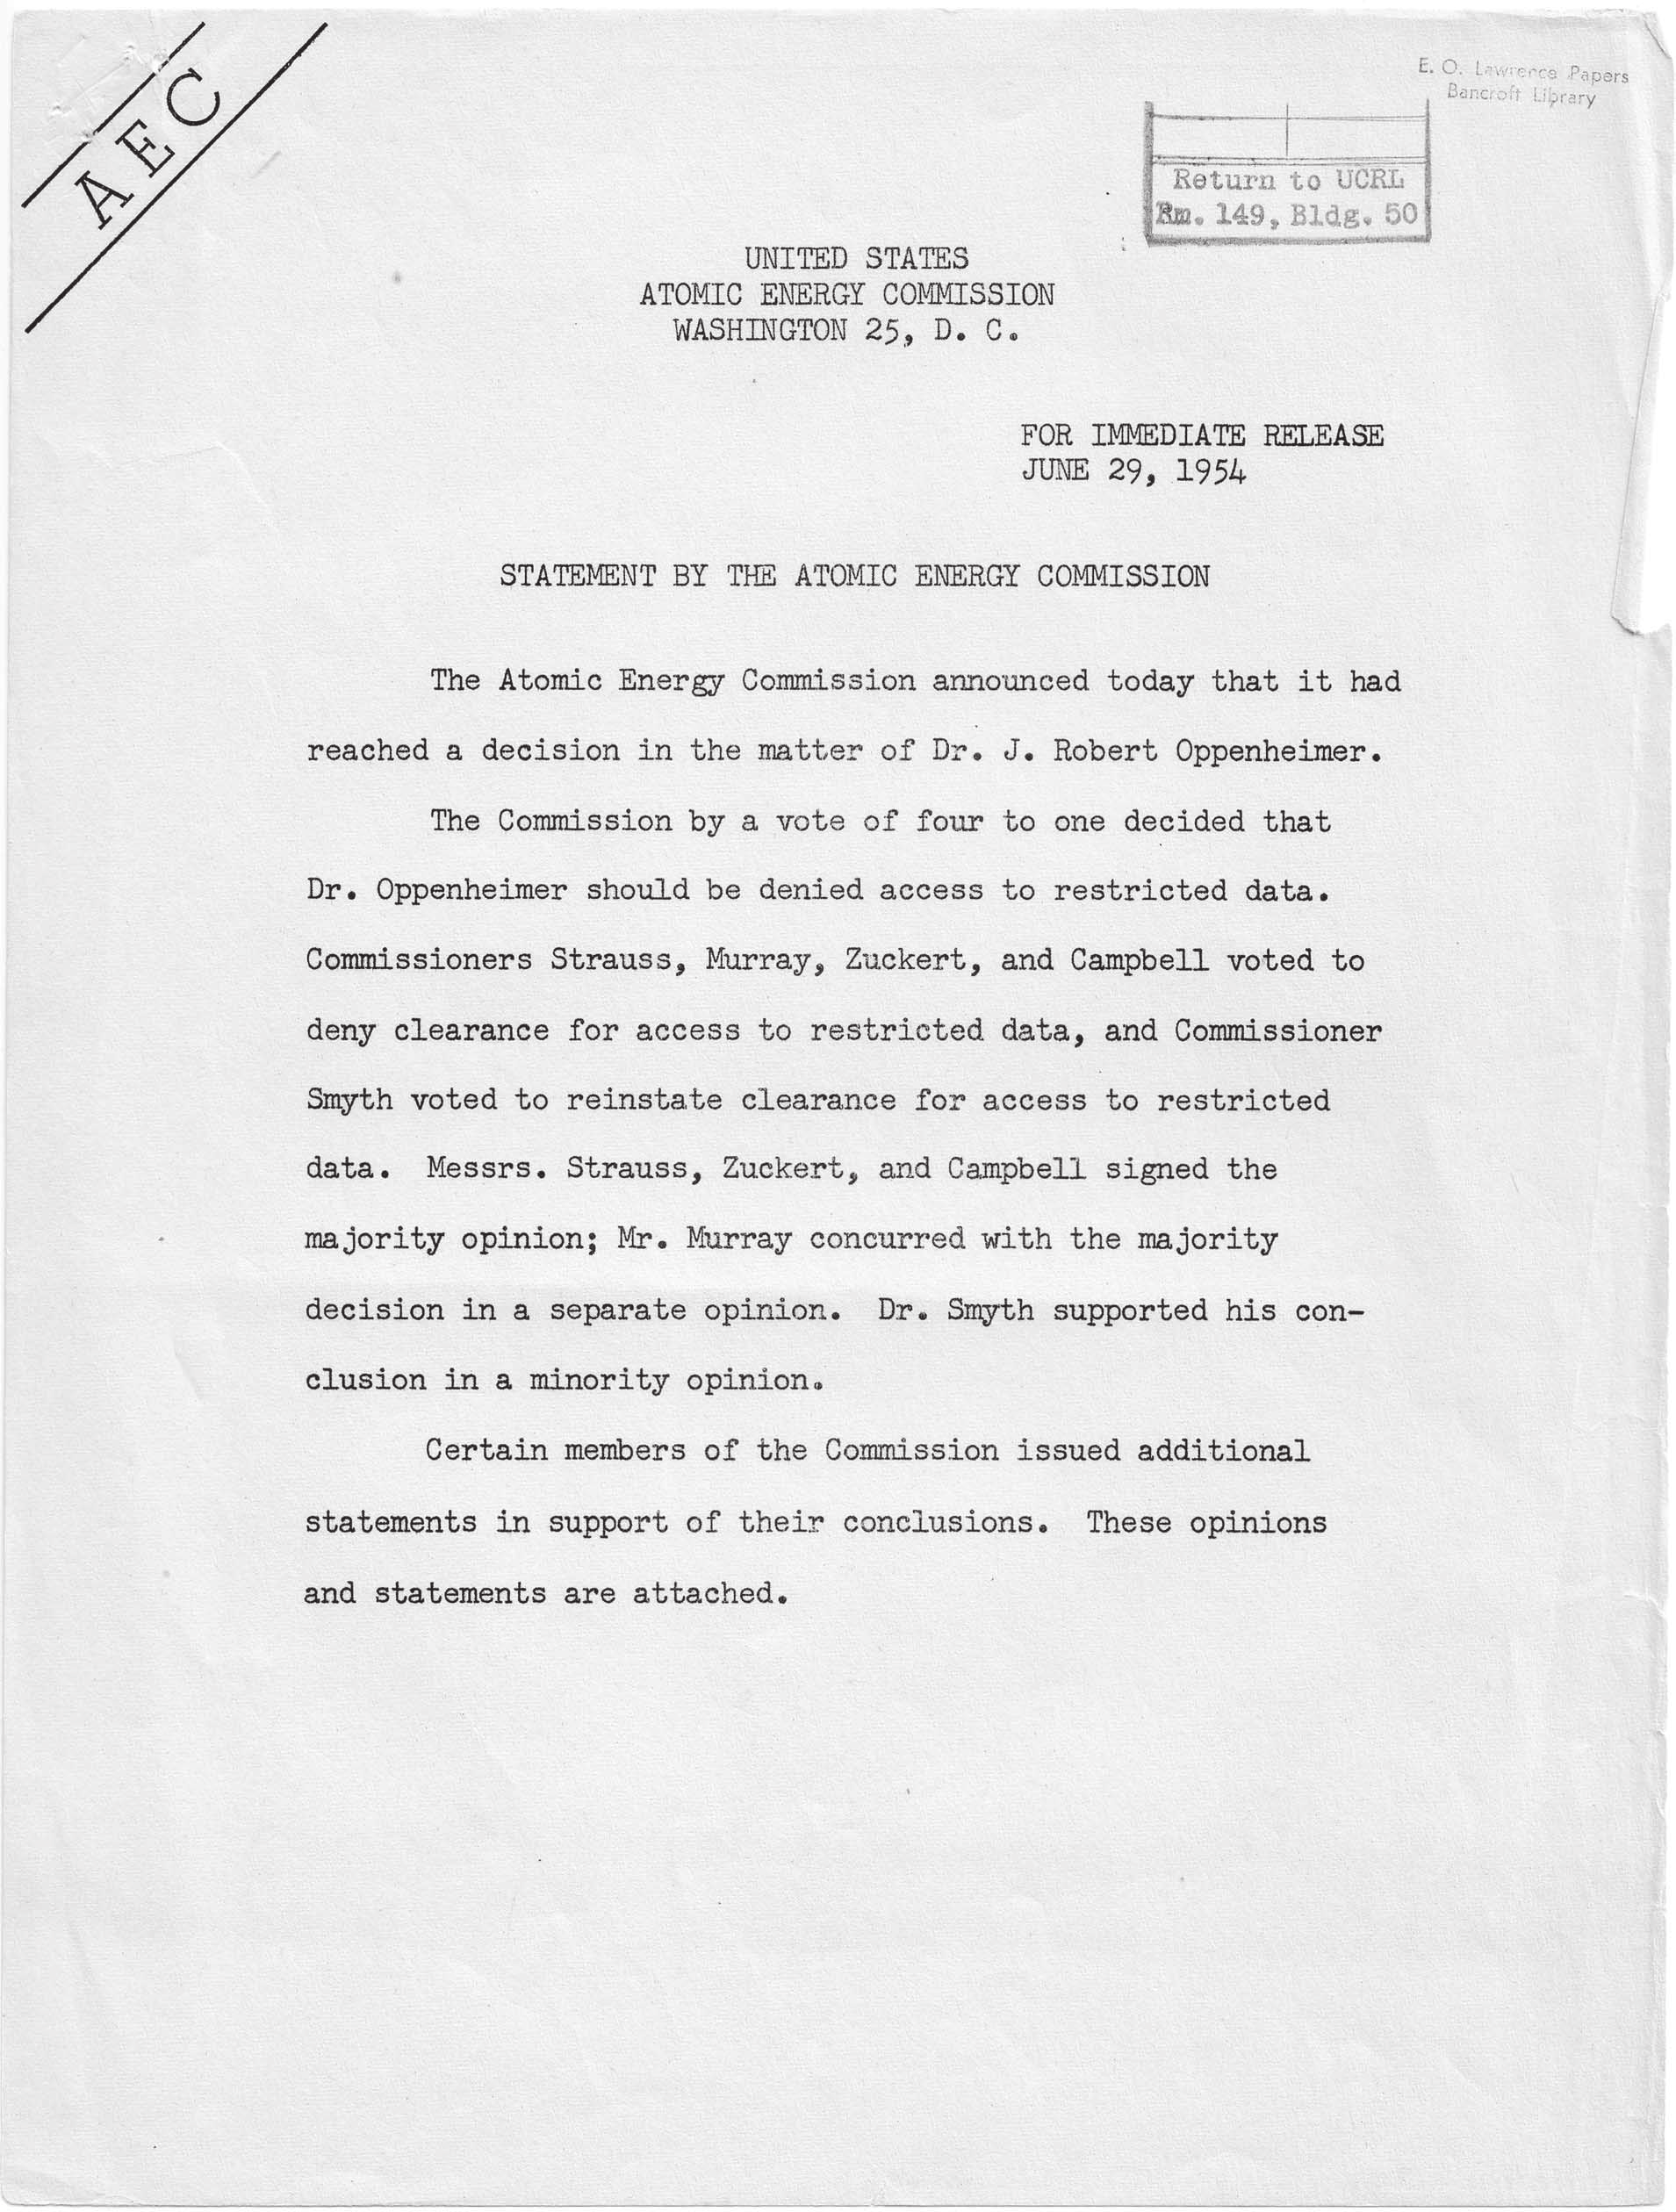 AEC
E. O. Lawrence Papers
Bancroft Library
Return to UCRL
Rm. 149, Bldg. 50
UNITED STATES
ATOMIC ENERGY COMMISSION
WASHINGTON 25, D. C.
FOR IMMEDIATE RELEASE
JUNE 29, 1954
STATEMENT BY THE ATOMIC ENERGY COMMISSION
The Atomic Energy Commission announced today that it had
reached a decision in the matter of Dr. J. Robert Oppenheimer.
The Commission by a vote of four to one decided that
Dr. Oppenheimer should be denied access to restricted data.
Commissioners Strauss, Murray, Zuckert, and Campbell voted to
deny clearance for access to restricted data, and Commissioner
Smyth voted to reinstate clearance for access to restricted
data. Messrs. Strauss, Zuckert, and Campbell signed the
majority opinion; Mr. Murray concurred with the majority
decision in a separate opinion. Dr. Smyth supported his con-
clusion in a minority opinion.
Certain members of the Commission issued additional
statements in support of their conclusions. These opinions
and statements are attached.